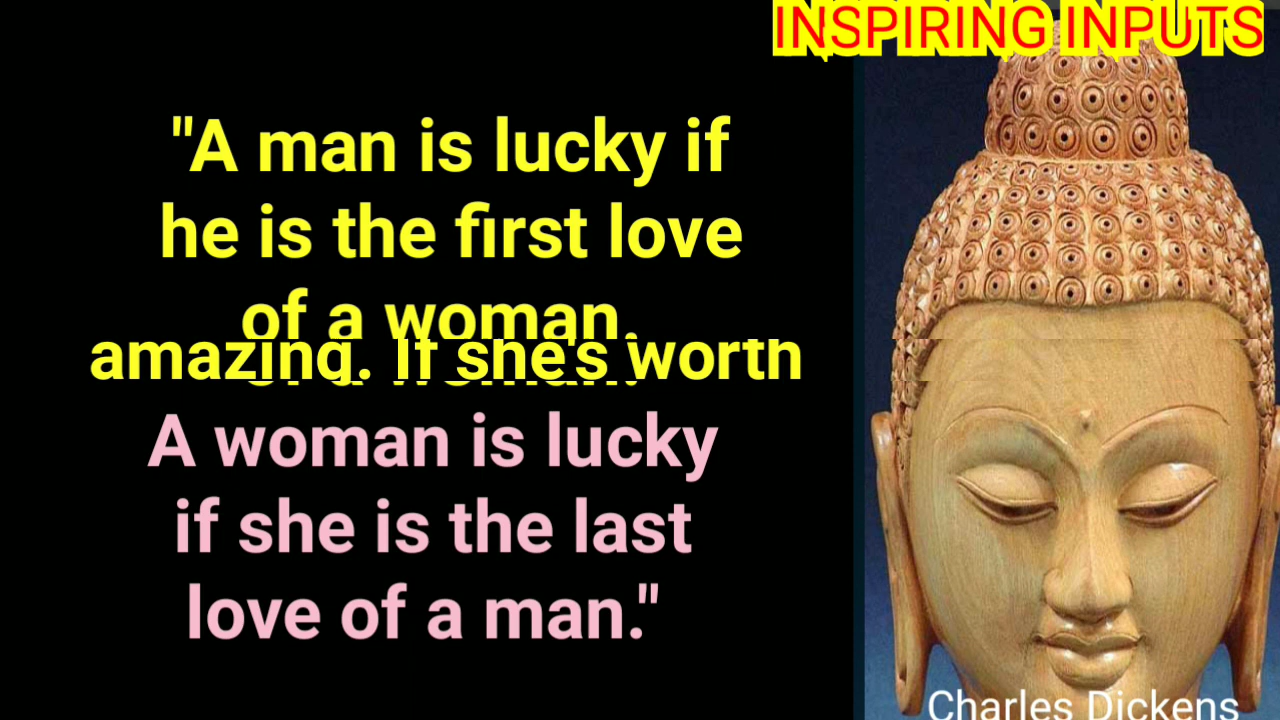 INSPIRING INPUTS
"A man is lucky if
he is the first love
of a woman.
amazing. If she's worth
A woman is lucky
if she is the last
love of a man."
Charles Dickens